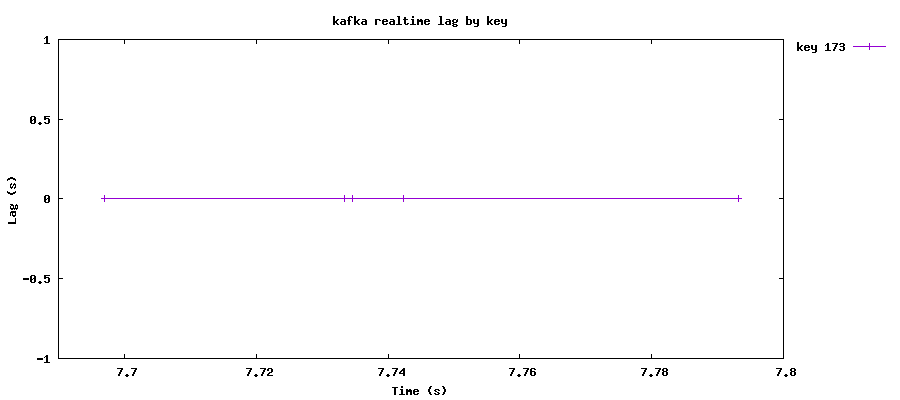 kafka realtime lag by key
key 173
1
0.5
0
-0.5
-1
Lag (s)
7.7 7.72 7.74 7.76 7.78 7.8
Time (s)